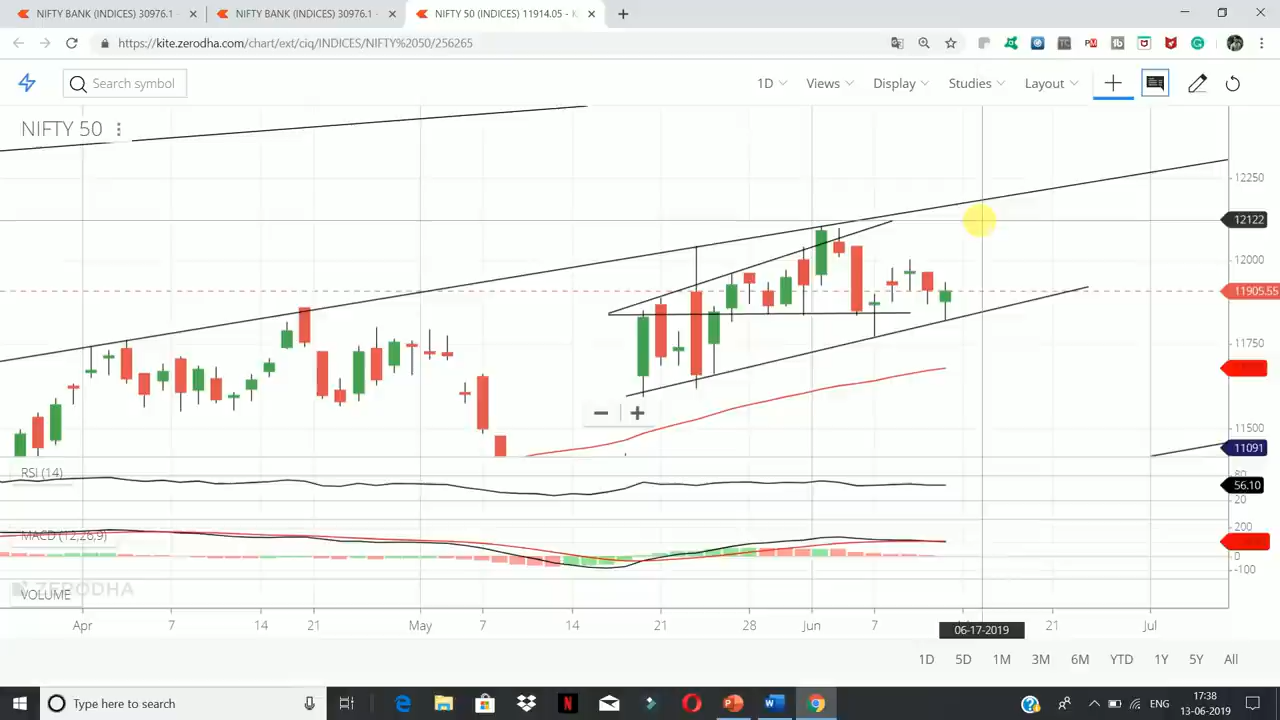 NIFTY BANK (INDICES) 30976.1 -
NIFTY BANK (INDICES) 30976.1 -
NIFTY 50 (INDICES) 11914.05 - K
https://kite.zerodha.com/chart/ext/ciq/INDICES/NIFTY%2050/256265
Search symbol
1D
Views
Display
Studies
Layout
NIFTY 50
12250
12122
12000
11905.55
11750
11500
11091
RSI (14)
80
56.10
20
MACD (12,26,9)
200
0
-100
ZERODHA
VOLUME
Apr 7 14 21 May 7 14 21 28 Jun 7 21 Jul
06-17-2019
1D 5D 1M 3M 6M YTD 1Y 5Y All
Type here to search
ENG
17:38
13-06-2019